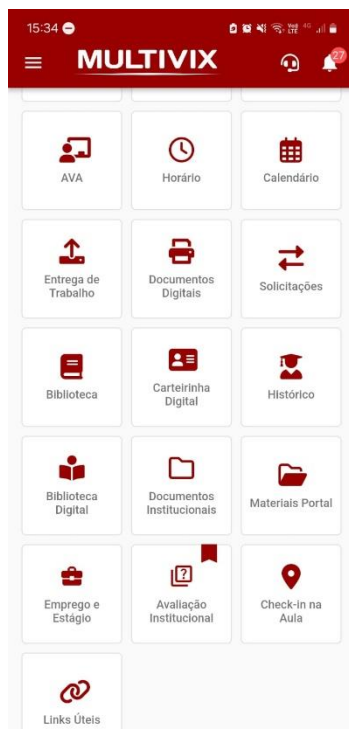 15:34
MULTIVIX
27
AVA
Horário
Calendário
Entrega de
Trabalho
Documentos
Digitais
Solicitações
Biblioteca
Carteirinha
Digital
Histórico
Biblioteca
Digital
Documentos
Institucionais
Materiais Portal
Emprego e
Estágio
Avaliação
Institucional
Check-in na
Aula
Links Úteis